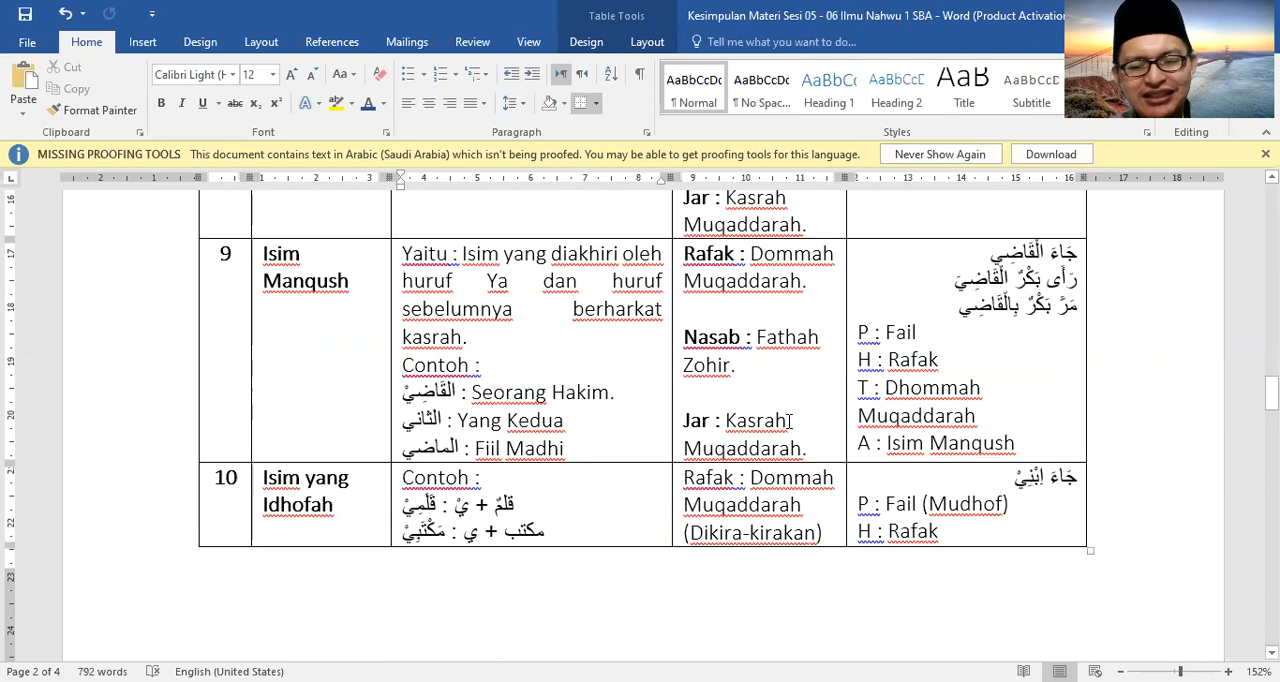 Table Tools
Kesimpulan Materi Sesi 05 - 06 Ilmu Nahwu 1 SBA - Word (Product Activation
File Home Insert Design Layout References Mailings Review View Design Layout Tell me what you want to do...
Cut
Copy
Format Painter
Paste
Calibri Light (H 12
AaBbCcDc AaBbCcDc AaBbCc AaBbCcD AaB AaBbCcD
¶ Normal ¶ No Spac... Heading 1 Heading 2 Title Subtitle
Clipboard Font Paragraph Styles Editing
MISSING PROOFING TOOLS This document contains text in Arabic (Saudi Arabia) which isn't being proofed. You may be able to get proofing tools for this language. Never Show Again Download
Jar : Kasrah
Muqaddarah.
9
Isim
Manqush
Yaitu : Isim yang diakhiri oleh
huruf Ya dan huruf
sebelumnya berharkat
kasrah.
Contoh :
القَاضِيْ : Seorang Hakim.
الثاني : Yang Kedua
الماضي : Fiil Madhi
Rafak : Dommah
Muqaddarah.
Nasab : Fathah
Zohir.
Jar : Kasrah
Muqaddarah.
جَاءَ الْقَاضِي
رَأَى بَكْرٌ الْقَاضِيَ
مَرَّ بَكْرٌ بِالْقَاضِي
P : Fail
H : Rafak
T : Dhommah
Muqaddarah
A : Isim Manqush
10
Isim yang
Idhofah
Contoh :
قلمٌ + يْ : قَلَمِيْ
مكتب + ي : مَكْتَبِيْ
Rafak : Dommah
Muqaddarah
(Dikira-kirakan)
جَاءَ اِبْنِيْ
P : Fail (Mudhof)
H : Rafak
Page 2 of 4 792 words English (United States) 152%